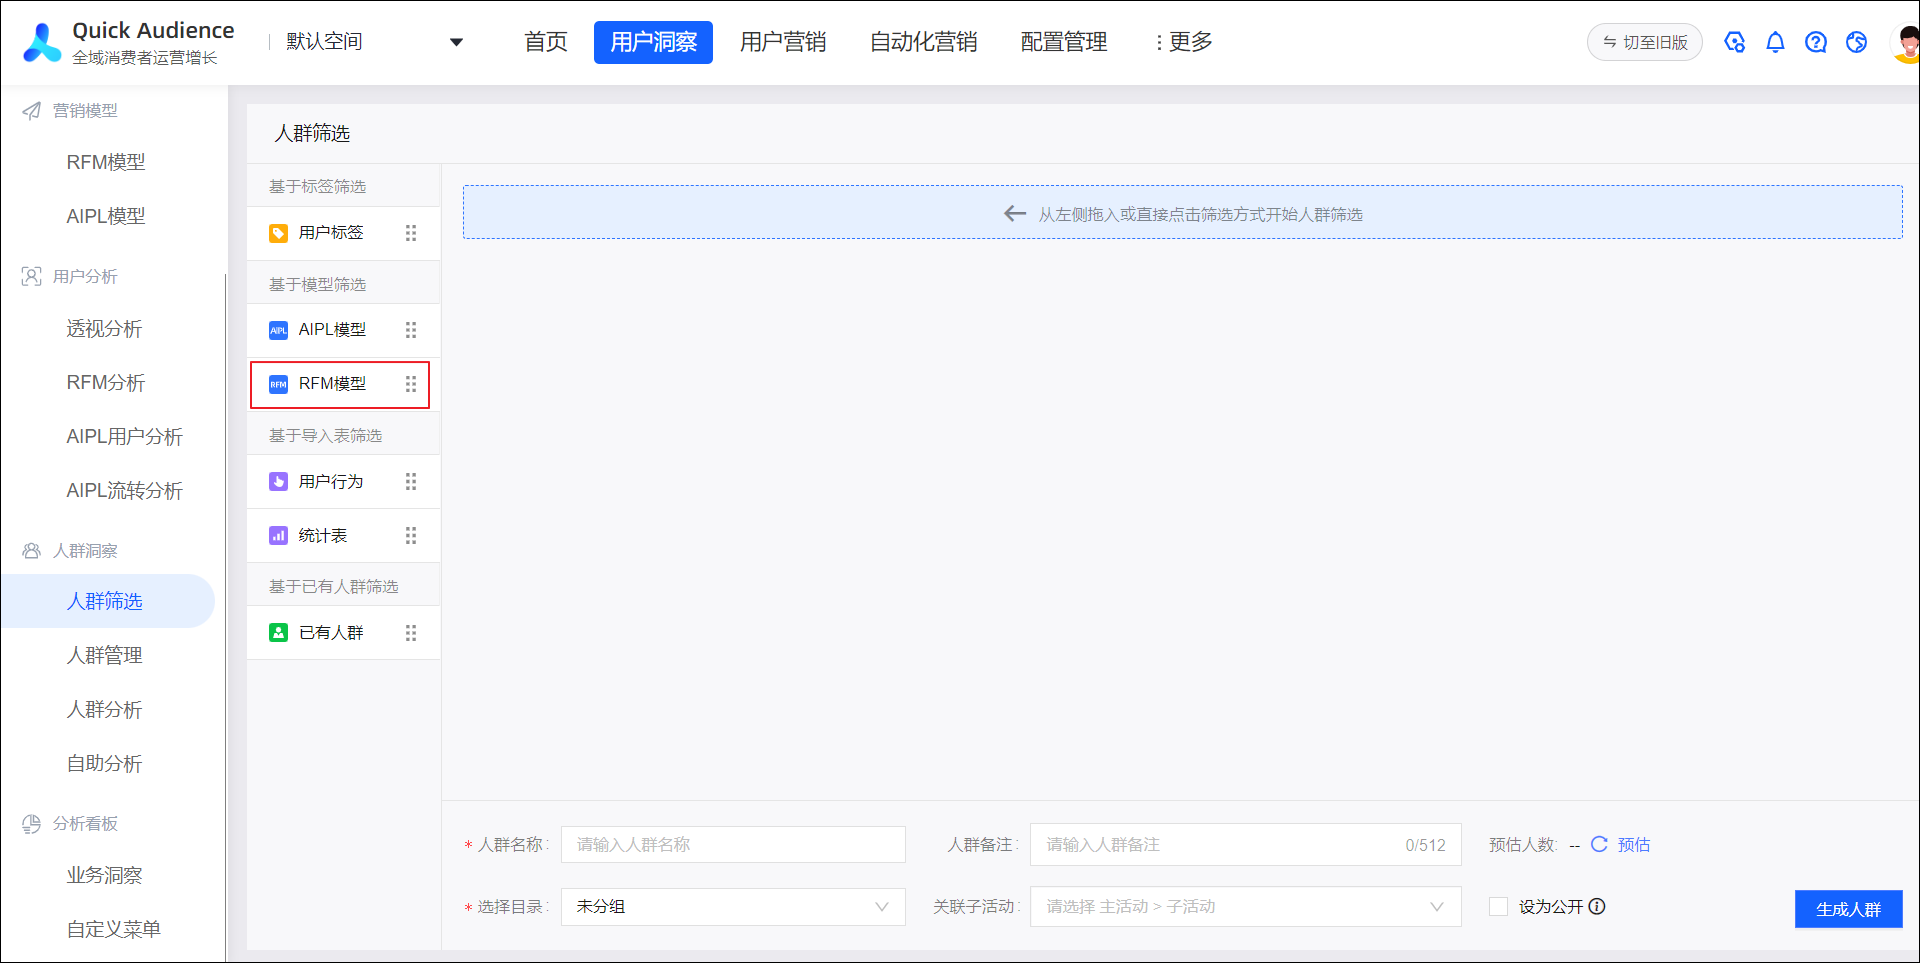 Quick Audience
全域消费者运营增长
默认空间
首页
用户洞察
用户营销
自动化营销
配置管理
更多
切至旧版
营销模型
RFM模型
AIPL模型
用户分析
透视分析
RFM分析
AIPL用户分析
AIPL流转分析
人群洞察
人群筛选
人群管理
人群分析
自助分析
分析看板
业务洞察
自定义菜单
人群筛选
基于标签筛选
用户标签
基于模型筛选
AIPL AIPL模型
RFM RFM模型
基于导入表筛选
用户行为
统计表
基于已有人群筛选
已有人群
从左侧拖入或直接点击筛选方式开始人群筛选
* 人群名称: 请输入人群名称
人群备注: 请输入人群备注 0/512
预估人数: -- 预估
* 选择目录: 未分组
关联子活动: 请选择 主活动 > 子活动
设为公开
生成人群